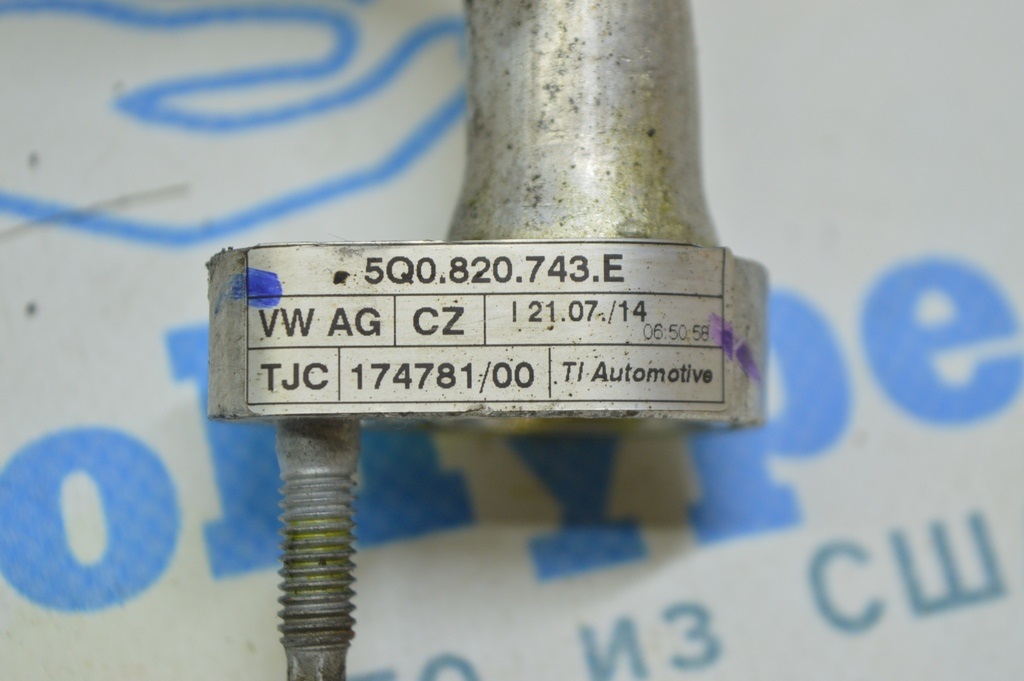 5Q0.820.743.E
VW AG CZ I 21.07./14
06:50:58
TJC 174781/00 TI Automotive
из США